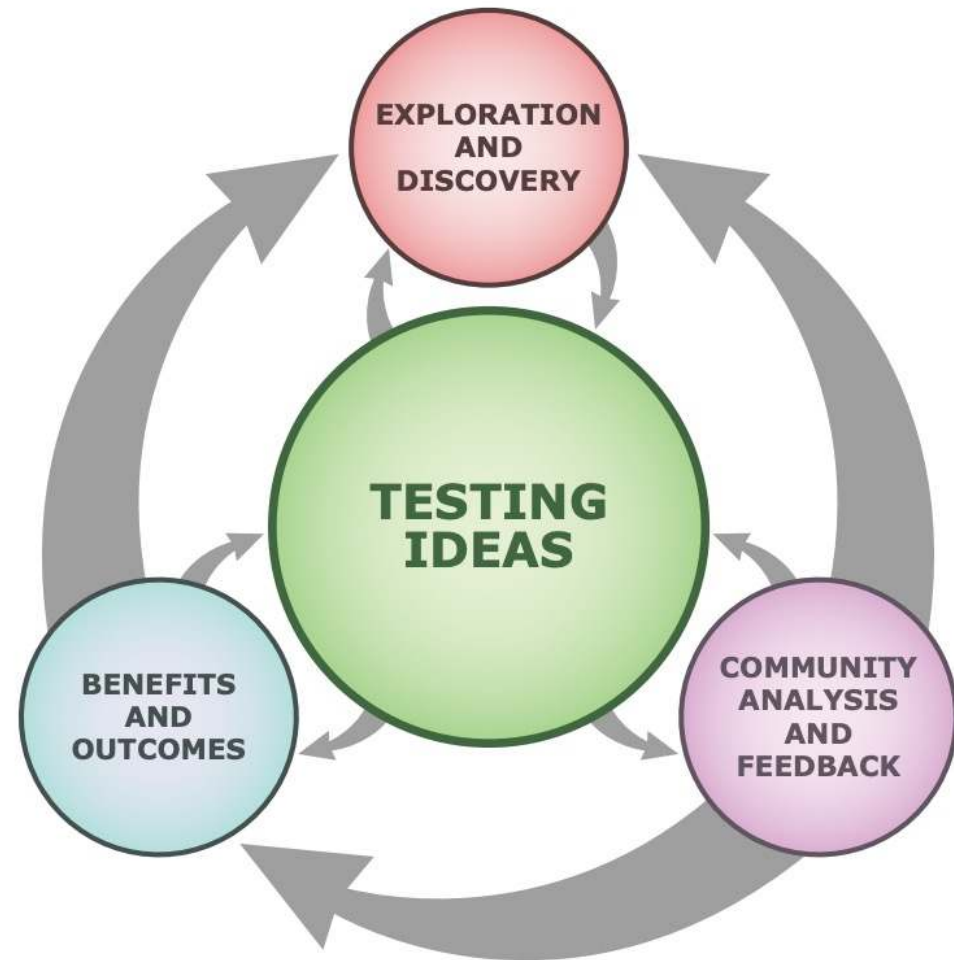 EXPLORATION
AND
DISCOVERY
TESTING
IDEAS
BENEFITS
AND
OUTCOMES
COMMUNITY
ANALYSIS
AND
FEEDBACK